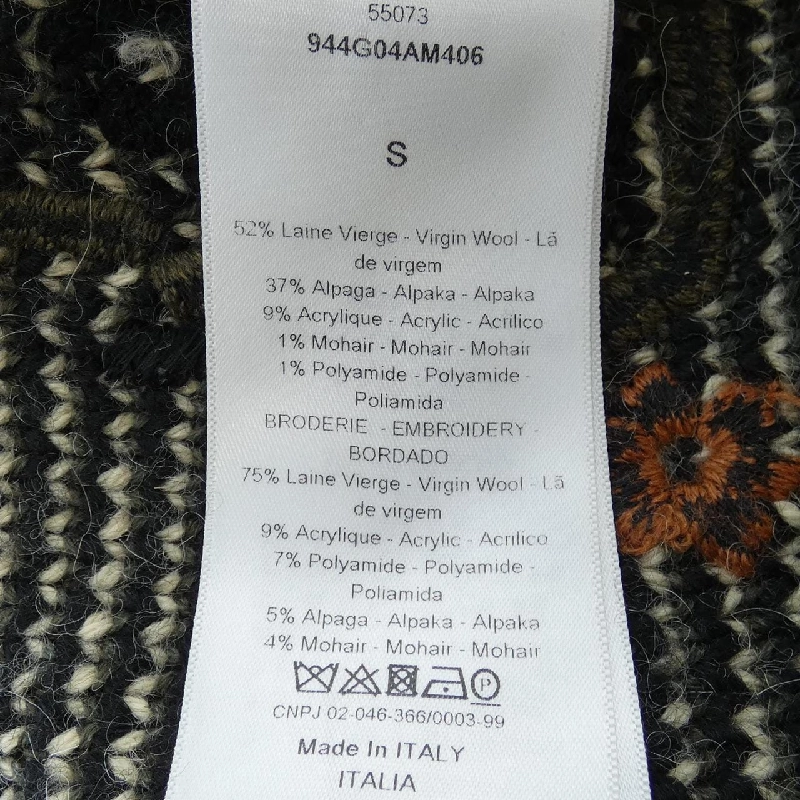 55073
944G04AM406
S
52% Laine Vierge - Virgin Wool - Lã
de virgem
37% Alpaga - Alpaka - Alpaka
9% Acrylique - Acrylic - Acrilico
1% Mohair - Mohair - Mohair
1% Polyamide - Polyamide -
Poliamida
BRODERIE - EMBROIDERY -
BORDADO
75% Laine Vierge - Virgin Wool - Lã
de virgem
9% Acrylique - Acrylic - Acrilico
7% Polyamide - Polyamide -
Poliamida
5% Alpaga - Alpaka - Alpaka
4% Mohair - Mohair - Mohair
P
CNPJ 02-046-366/0003-99
Made In ITALY
ITALIA